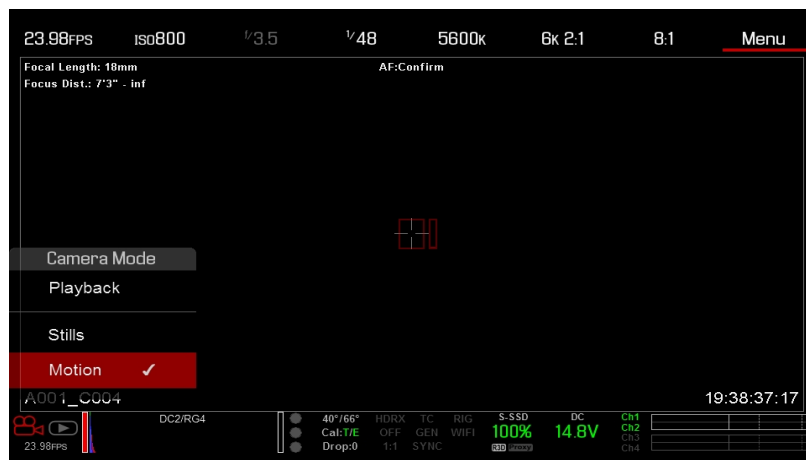 23.98FPS ISO800 1/3.5 1/48 5600K 6K 2:1 8:1 Menu
Focal Length: 18mm AF:Confirm
Focus Dist.: 7'3" - inf
Camera Mode
Playback
Stills
Motion ✓
A001_C004 19:38:37:17
DC2/RG4 40°/66° HDRX TC RIG S-SSD DC Ch1
Cal:T/E OFF GEN WIFI 100% 14.8V Ch2
Ch3
23.98FPS Drop:0 1:1 SYNC R3D Proxy Ch4